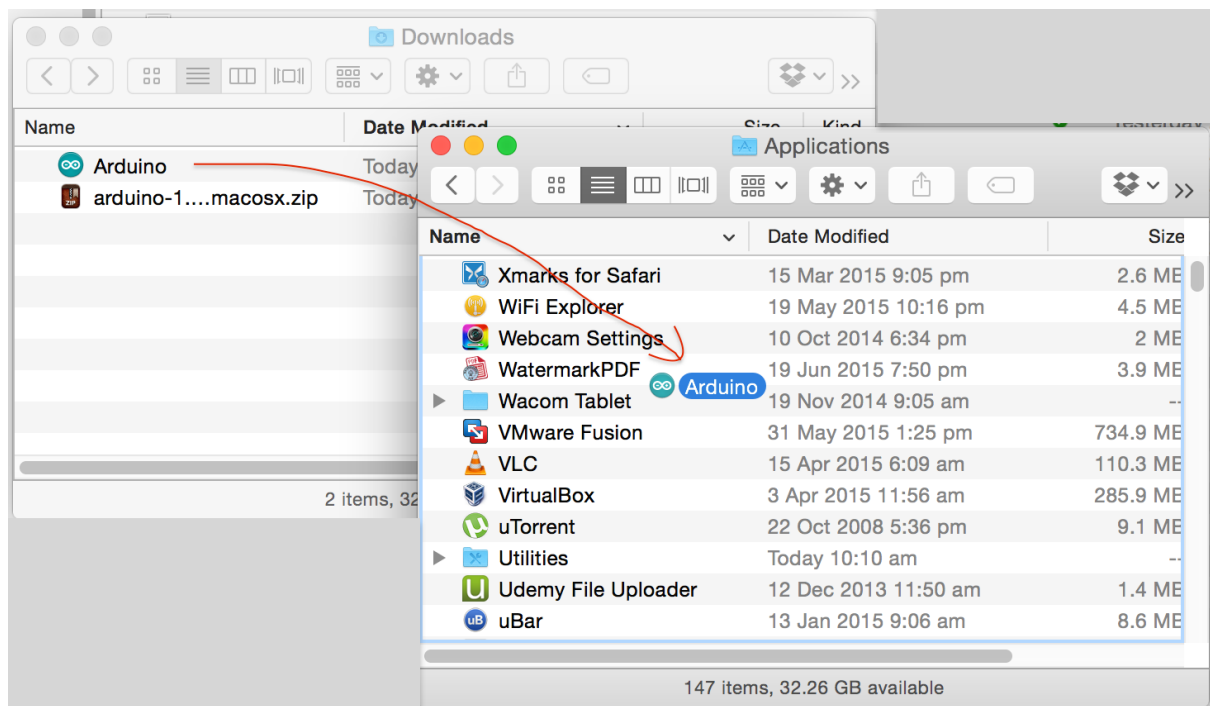 Downloads
Name Date Modified Size Kind
Arduino Today
arduino-1....macosx.zip Today
2 items, 32
Yesterday
Applications
Name Date Modified Size
Xmarks for Safari 15 Mar 2015 9:05 pm 2.6 MB
WiFi Explorer 19 May 2015 10:16 pm 4.5 MB
Webcam Settings 10 Oct 2014 6:34 pm 2 MB
WatermarkPDF 19 Jun 2015 7:50 pm 3.9 MB
Arduino
Wacom Tablet 19 Nov 2014 9:05 am --
VMware Fusion 31 May 2015 1:25 pm 734.9 MB
VLC 15 Apr 2015 6:09 am 110.3 MB
VirtualBox 3 Apr 2015 11:56 am 285.9 MB
uTorrent 22 Oct 2008 5:36 pm 9.1 MB
Utilities Today 10:10 am --
Udemy File Uploader 12 Dec 2013 11:50 am 1.4 MB
uBar 13 Jan 2015 9:06 am 8.6 MB
147 items, 32.26 GB available